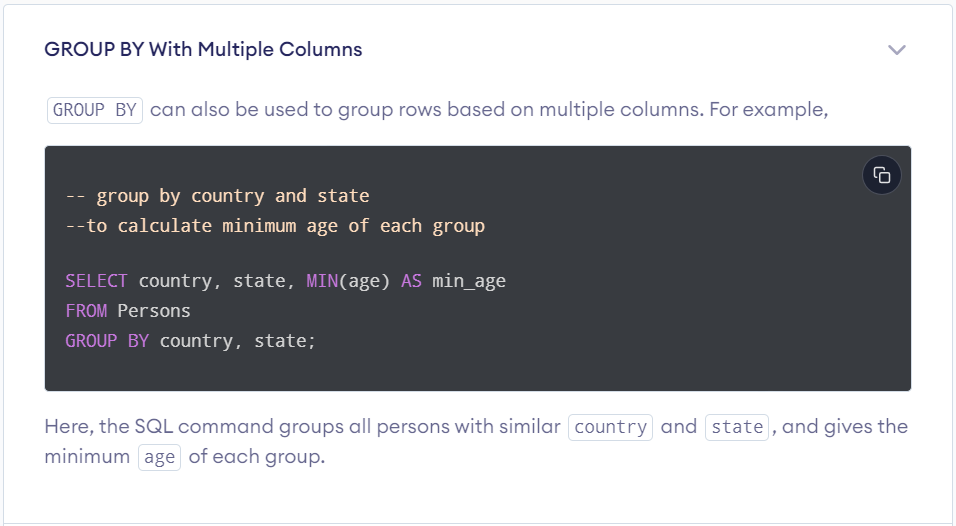 GROUP BY With Multiple Columns
GROUP BY can also be used to group rows based on multiple columns. For example,
-- group by country and state
--to calculate minimum age of each group
SELECT country, state, MIN(age) AS min_age
FROM Persons
GROUP BY country, state;
Here, the SQL command groups all persons with similar country and state, and gives the
minimum age of each group.